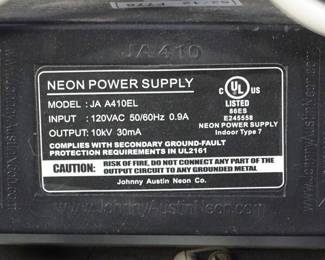 JA 410
NEON POWER SUPPLY
MODEL : JA A410EL
INPUT : 120VAC 50/60Hz 0.9A
OUTPUT: 10kV 30mA
COMPLIES WITH SECONDARY GROUND-FAULT
PROTECTION REQUIREMENTS IN UL2161
c UL US
LISTED
86ES
E245558
NEON POWER SUPPLY
Indoor Type 7
CAUTION: RISK OF FIRE, DO NOT CONNECT ANY PART OF THE
OUTPUT CIRCUIT TO ANY GROUNDED METAL
Johnny Austin Neon Co.
www.JohnnyAustinNeon.com